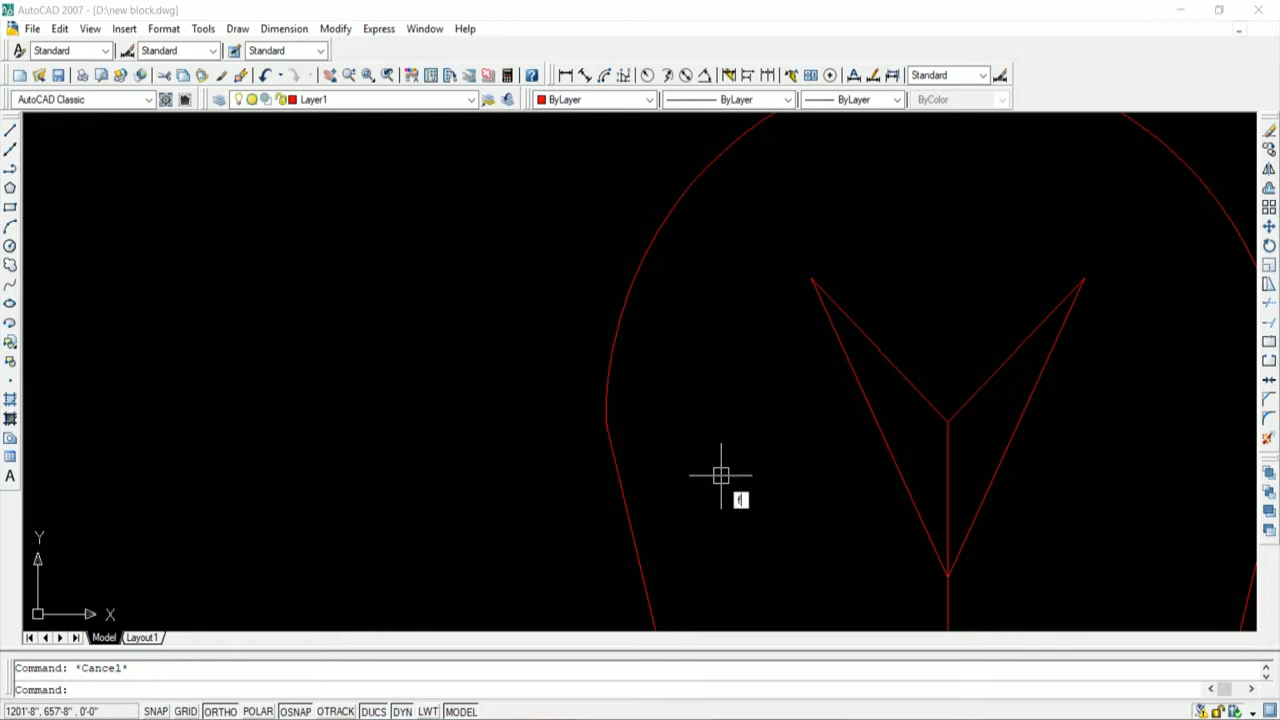 AutoCAD 2007 - [D:\new block.dwg]
File Edit View Insert Format Tools Draw Dimension Modify Express Window Help
Standard Standard Standard
Standard
AutoCAD Classic Layer1 ByLayer ByLayer ByLayer ByColor
A
f
Y
X
Model Layout1
Command: *Cancel*
Command:
1201'-8", 657'-8" , 0'-0" SNAP GRID ORTHO POLAR OSNAP OTRACK DUCS DYN LWT MODEL